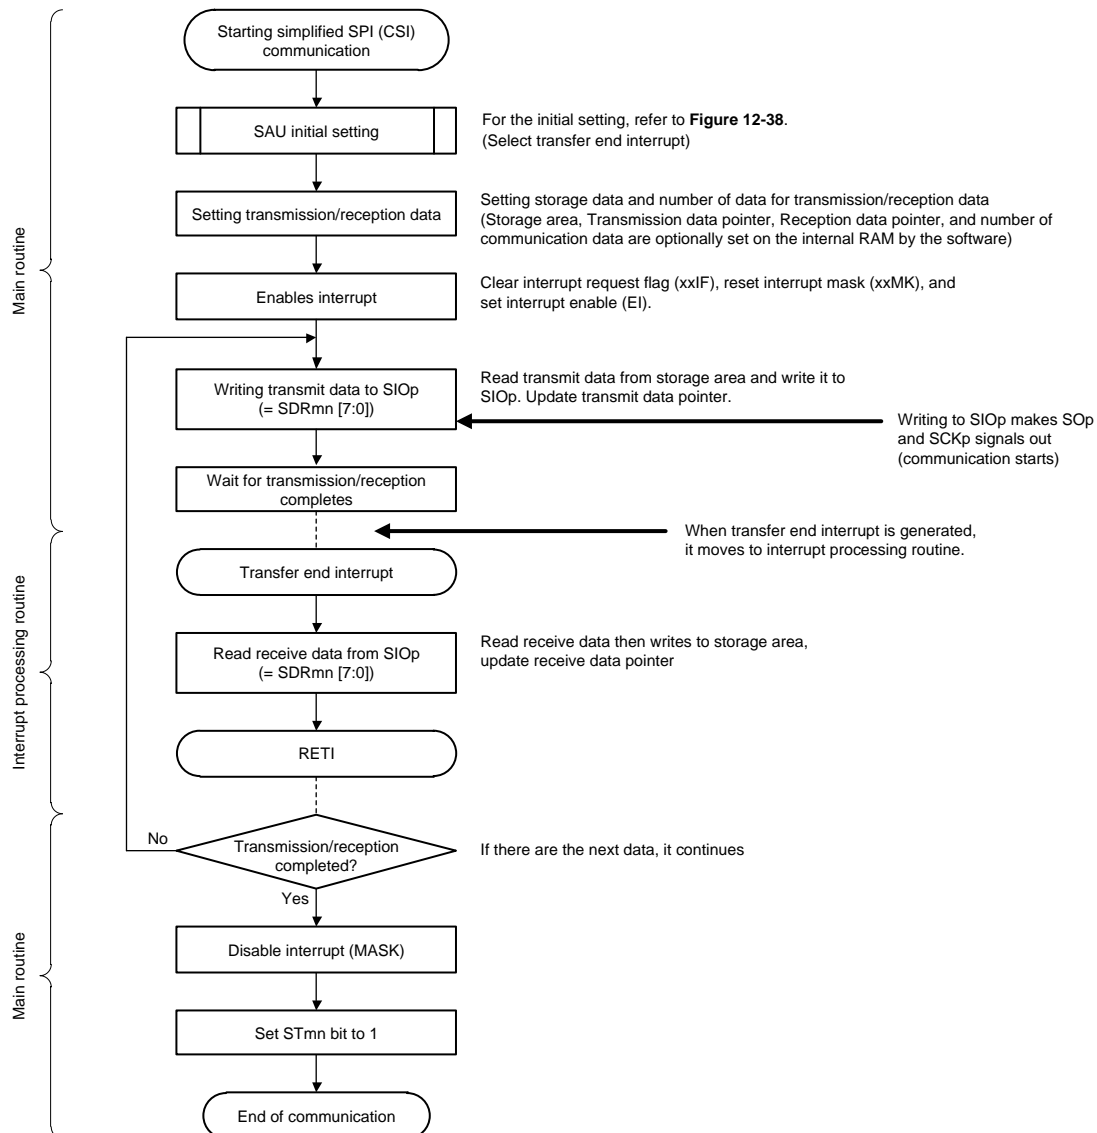 Starting simplified SPI (CSI)
communication
SAU initial setting
For the initial setting, refer to Figure 12-38.
(Select transfer end interrupt)
Setting transmission/reception data
Setting storage data and number of data for transmission/reception data
(Storage area, Transmission data pointer, Reception data pointer, and number of
communication data are optionally set on the internal RAM by the software)
Main routine
Enables interrupt
Clear interrupt request flag (xxIF), reset interrupt mask (xxMK), and
set interrupt enable (EI).
Writing transmit data to SIOp
(= SDRmn [7:0])
Read transmit data from storage area and write it to
SIOp. Update transmit data pointer.
Writing to SIOp makes SOp
and SCKp signals out
(communication starts)
Wait for transmission/reception
completes
When transfer end interrupt is generated,
it moves to interrupt processing routine.
Transfer end interrupt
Interrupt processing routine
Read receive data from SIOp
(= SDRmn [7:0])
Read receive data then writes to storage area,
update receive data pointer
RETI
No
Transmission/reception
completed?
If there are the next data, it continues
Yes
Main routine
Disable interrupt (MASK)
Set STmn bit to 1
End of communication